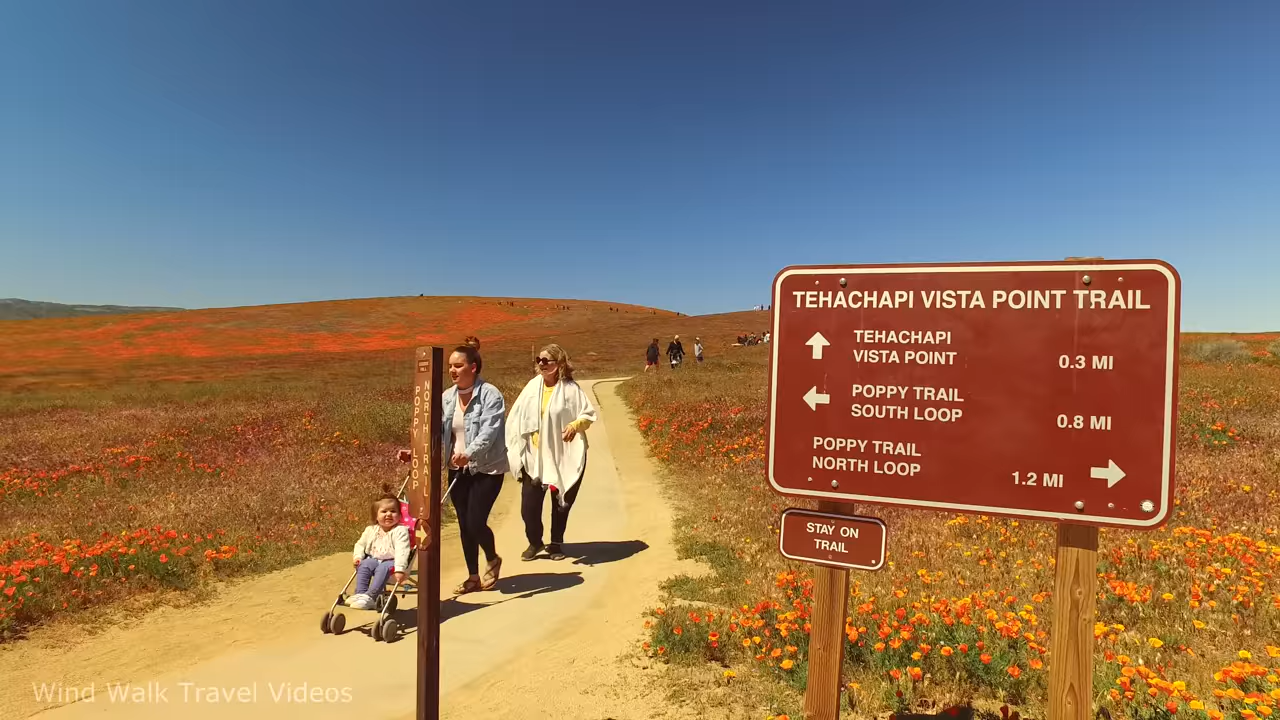 TEHACHAPI VISTA POINT TRAIL
TEHACHAPI
VISTA POINT
0.3 MI
POPPY TRAIL
SOUTH LOOP
0.8 MI
POPPY TRAIL
NORTH LOOP
1.2 MI
STAY ON
TRAIL
POPPY LOOP
NORTH TRAIL
Wind Walk Travel Videos